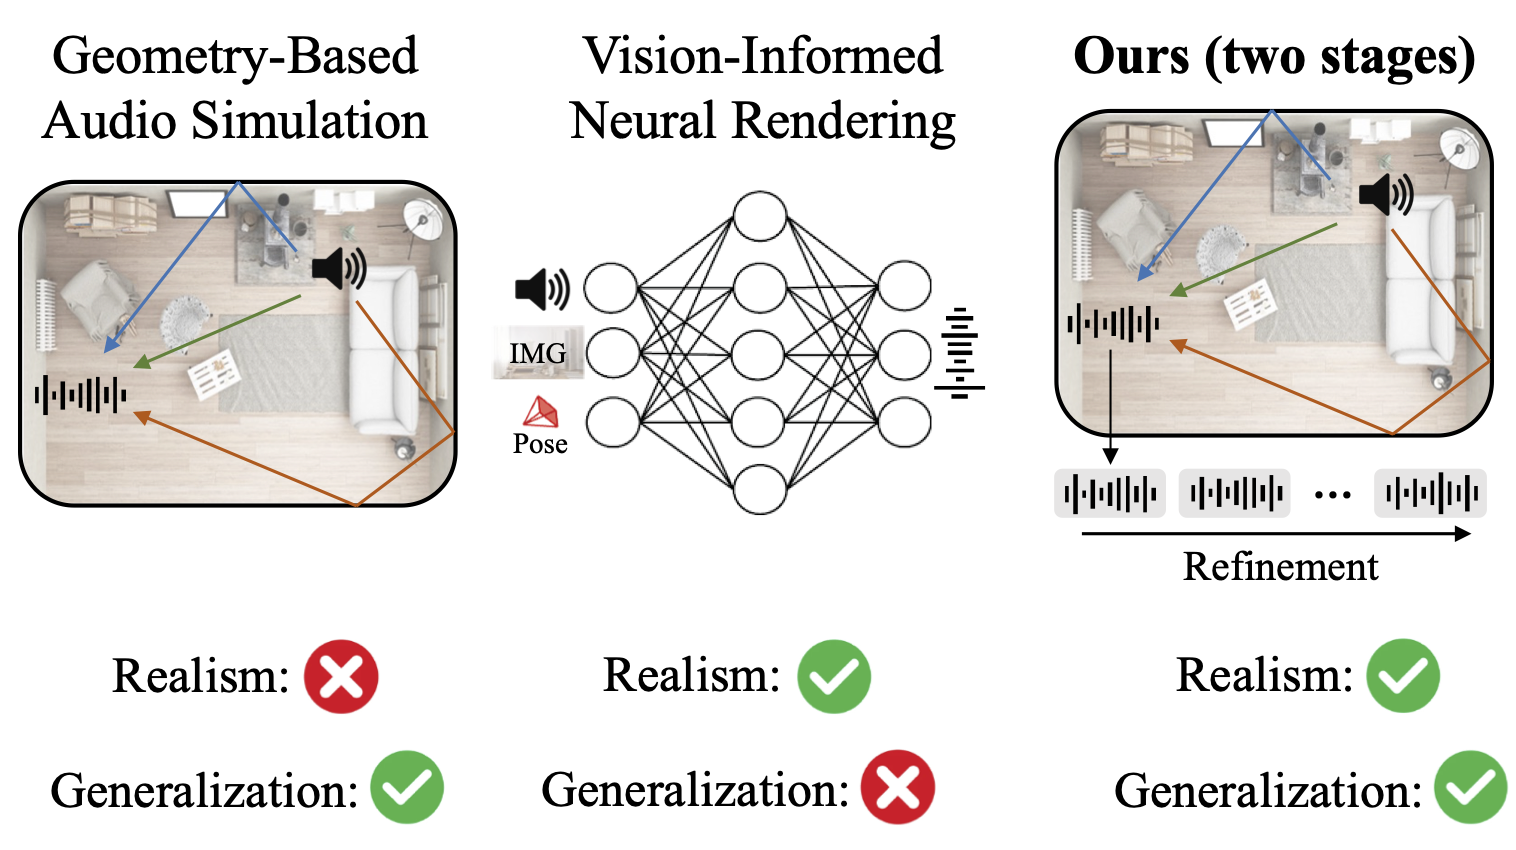 Geometry-Based
Audio Simulation
Vision-Informed
Neural Rendering
Ours (two stages)
IMG
Pose
...
Refinement
Realism:
Realism:
Realism:
Generalization:
Generalization:
Generalization: